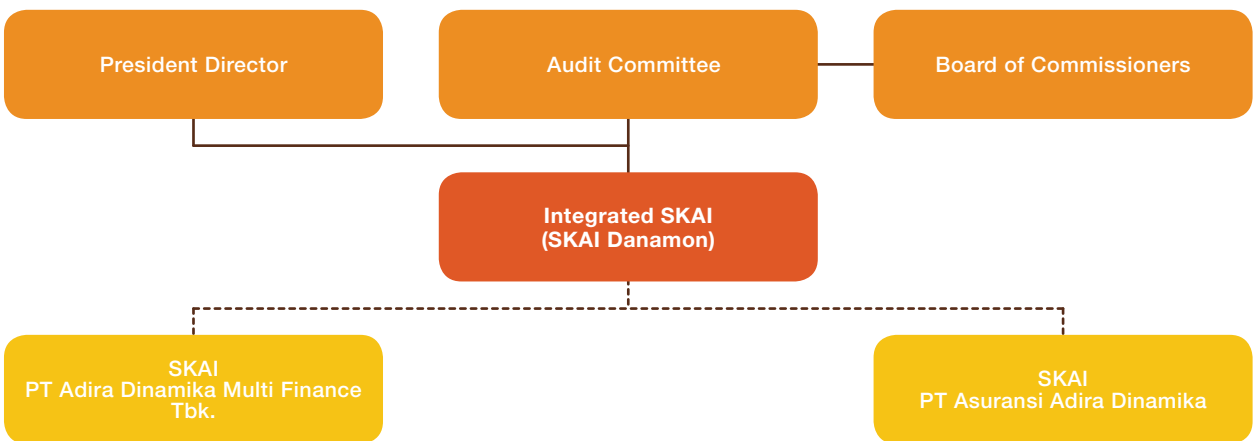 President Director
Audit Committee
Board of Commissioners
Integrated SKAI
(SKAI Danamon)
SKAI
PT Adira Dinamika Multi Finance
Tbk.
SKAI
PT Asuransi Adira Dinamika